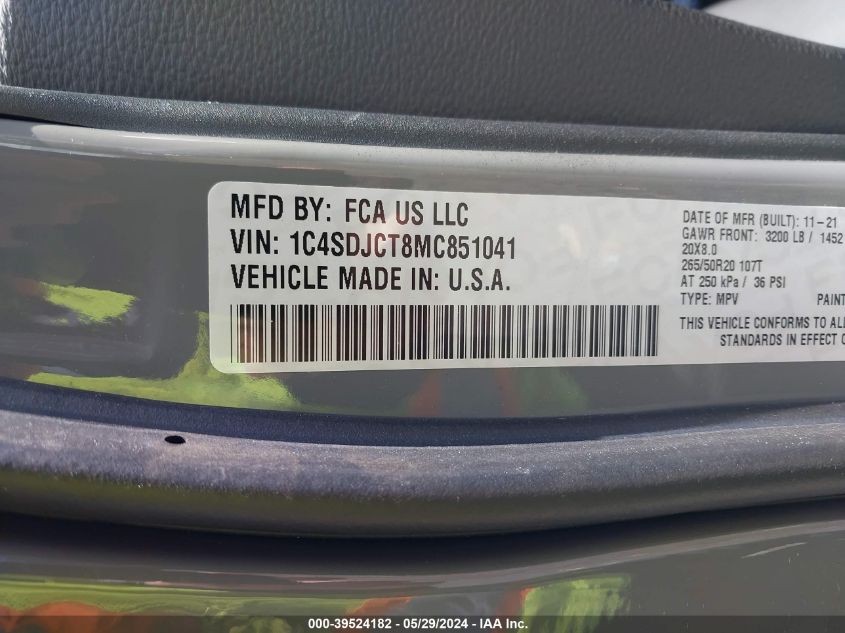 MFD BY: FCA US LLC
VIN: 1C4SDJCT8MC851041
VEHICLE MADE IN: U.S.A.
DATE OF MFR (BUILT): 11-21
GAWR FRONT: 3200 LB / 1452
20X8.0
265/50R20 107T
AT 250 kPa / 36 PSI
TYPE: MPV PAINT
THIS VEHICLE CONFORMS TO ALL
STANDARDS IN EFFECT O
000-39524182 - 05/29/2024 - IAA Inc.